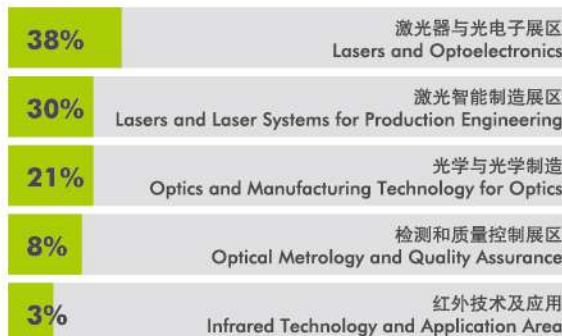 38%
激光器与光电子展区
Lasers and Optoelectronics
30%
激光智能制造展区
Lasers and Laser Systems for Production Engineering
21%
光学与光学制造
Optics and Manufacturing Technology for Optics
8%
检测和质量控制展区
Optical Metrology and Quality Assurance
3%
红外技术及应用
Infrared Technology and Application Area